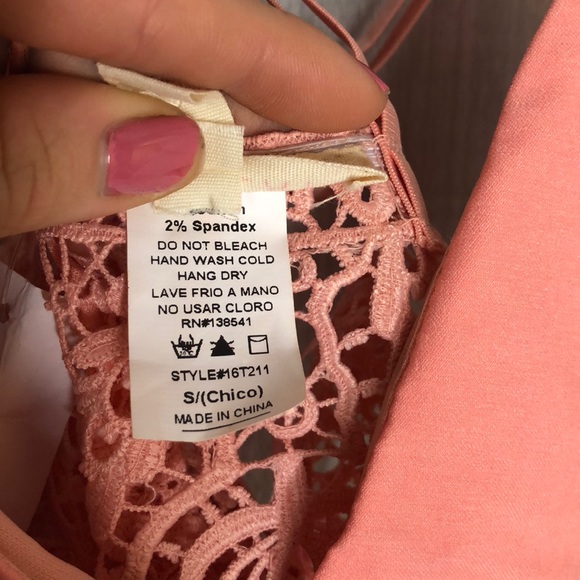 2% Spandex
DO NOT BLEACH
HAND WASH COLD
HANG DRY
LAVE FRIO A MANO
NO USAR CLORO
RN#138541
STYLE#16T211
S/(Chico)
MADE IN CHINA